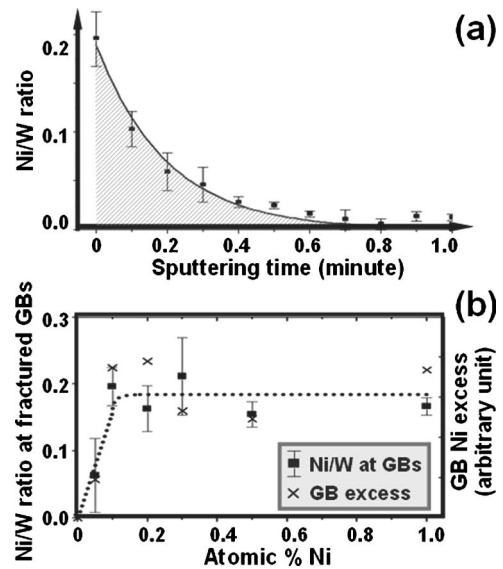 (a)
Ni/W ratio
0.2
0.1
0.0
0 0.2 0.4 0.6 0.8 1.0
Sputtering time (minute)
(b)
Ni/W ratio at fractured GBs
0.3
0.2
0.1
0.0
0.0 0.2 0.4 0.6 0.8 1.0
Atomic % Ni
GB Ni excess
(arbitrary unit)
Ni/W at GBs
GB excess